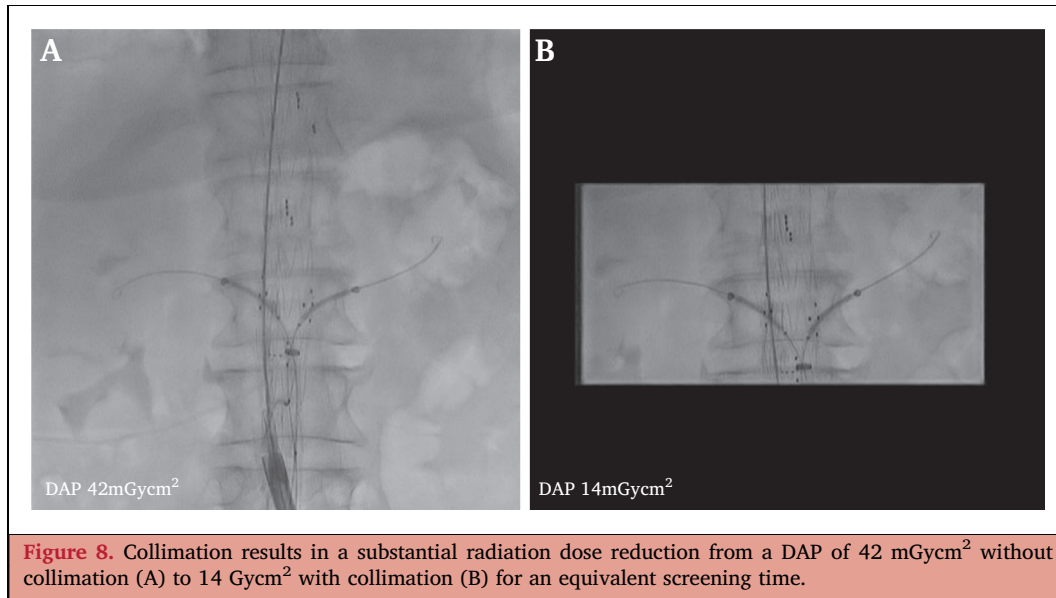 A
B
DAP 42mGycm²
DAP 14mGycm²
Figure 8. Collimation results in a substantial radiation dose reduction from a DAP of 42 mGycm² without
collimation (A) to 14 Gycm² with collimation (B) for an equivalent screening time.